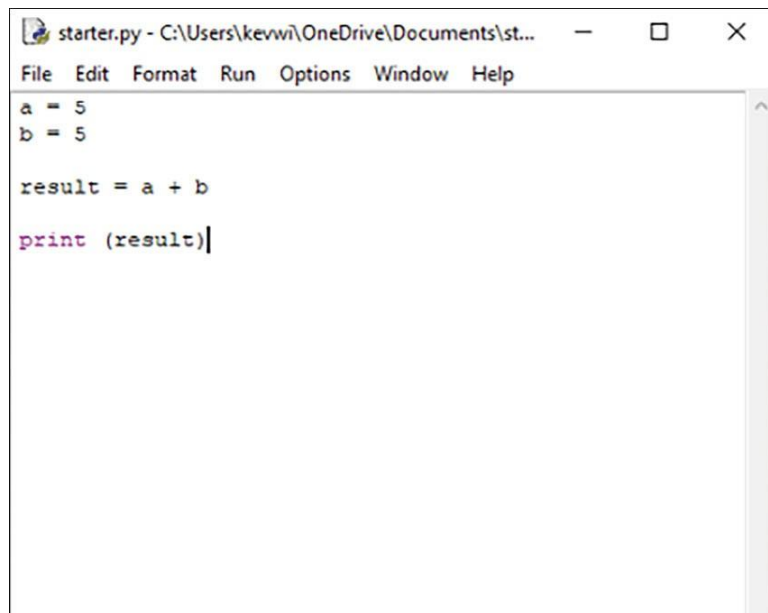 starter.py - C:\Users\kevwi\OneDrive\Documents\st...
File Edit Format Run Options Window Help
a = 5
b = 5
result = a + b
print (result)